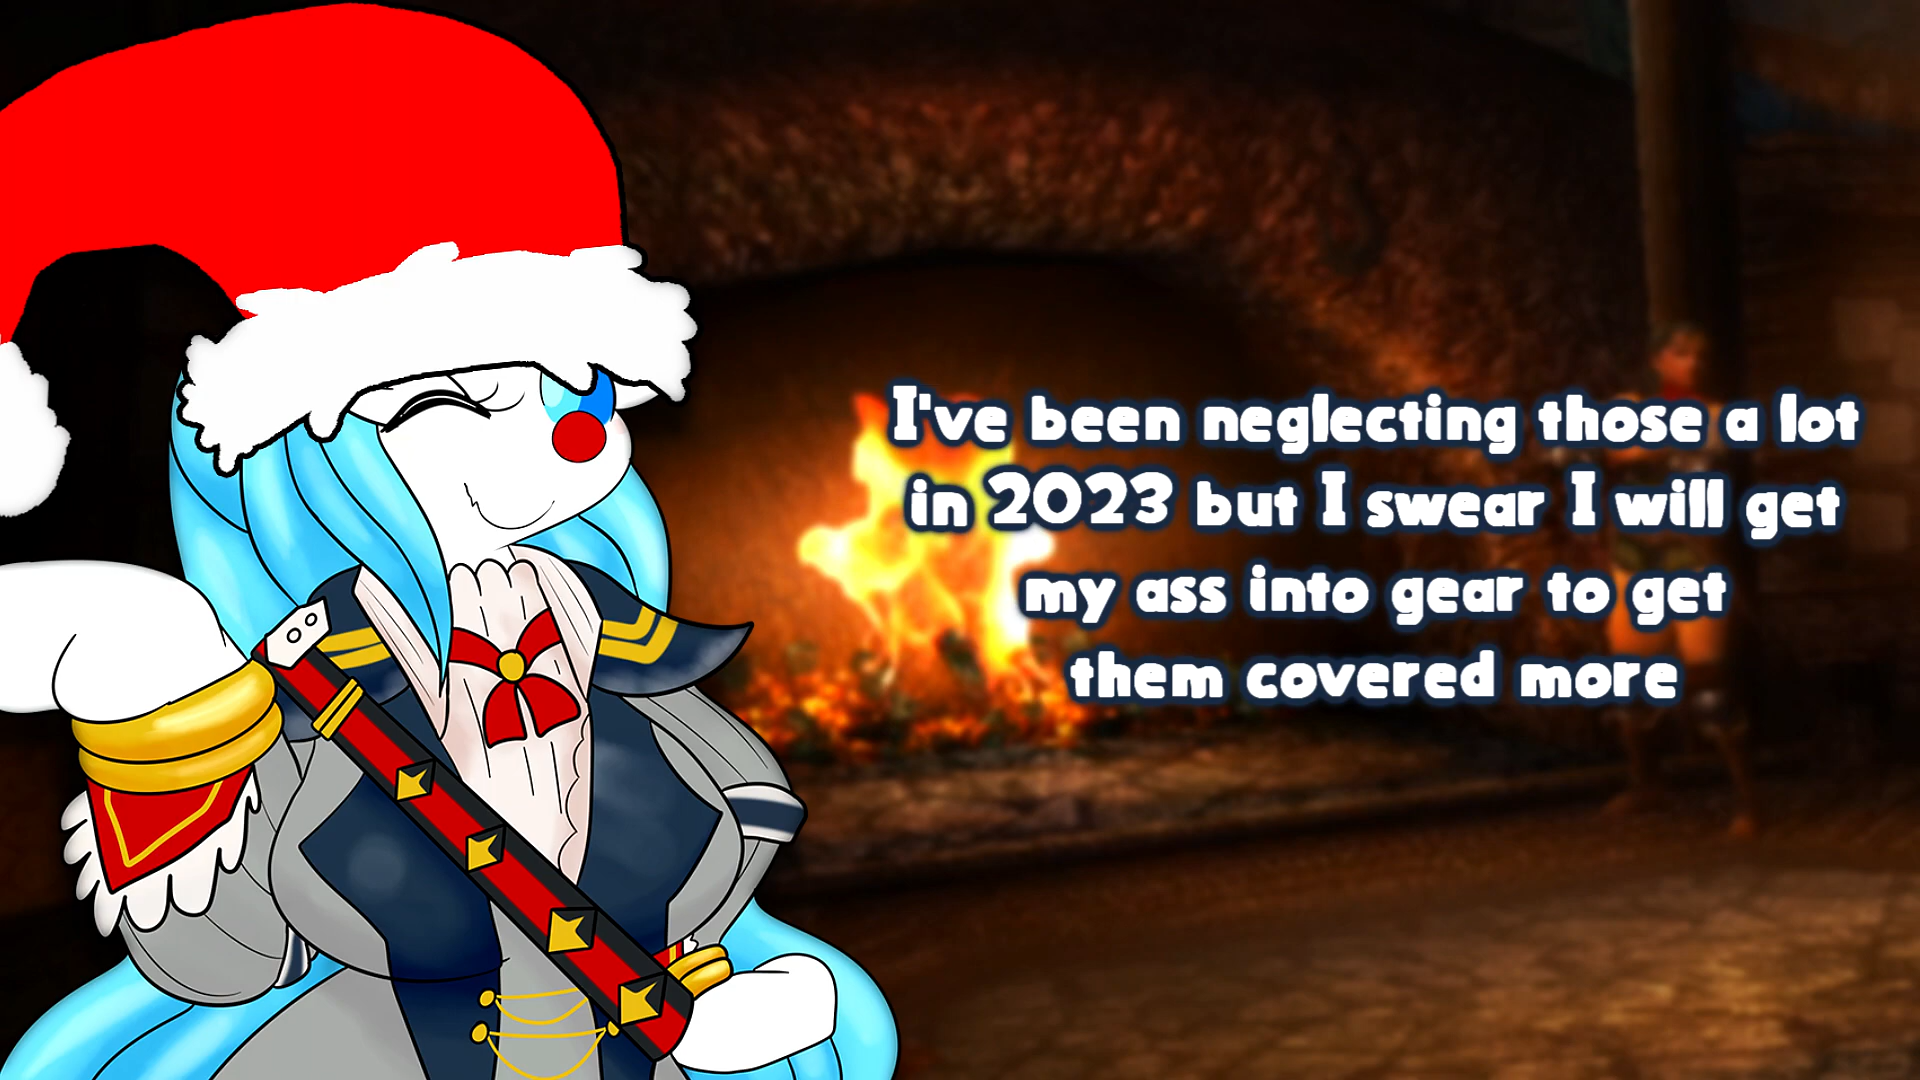 I've been neglecting those a lot
in 2023 but I swear I will get
my ass into gear to get
them covered more